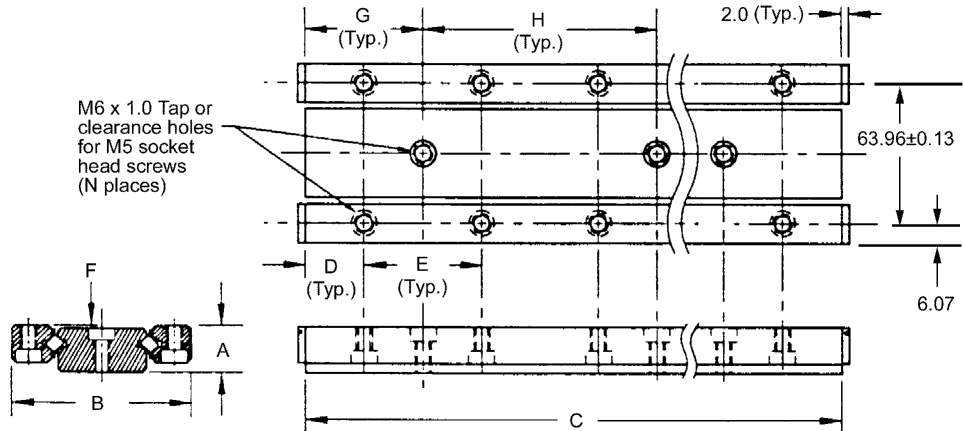 G
(Typ.)
H
(Typ.)
2.0 (Typ.)
M6 x 1.0 Tap or
clearance holes
for M5 socket
head screws
(N places)
63.96±0.13
D
(Typ.)
E
(Typ.)
6.07
F
A
B
C